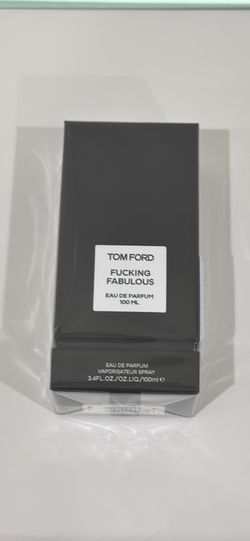 TOM FORD
FUCKING
FABULOUS
EAU DE PARFUM
100 ML
EAU DE PARFUM
VAPORISATEUR SPRAY
3.4FL.OZ./OZ.LIQ./100ml℮